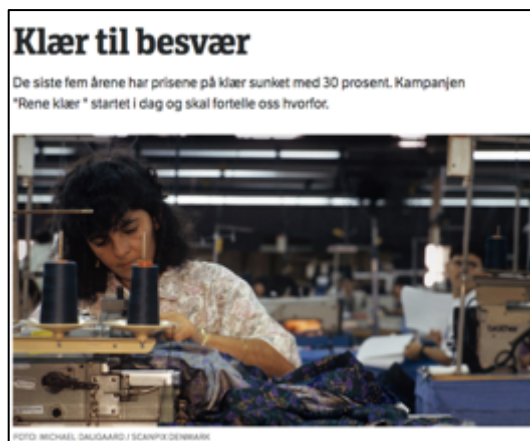 Klær til besvær
De siste fem årene har prisene på klær sunket med 30 prosent. Kampanjen
"Rene klær " startet i dag og skal fortelle oss hvorfor.
FOTO: MICHAEL DAUGAARD / SCANPIX DENMARK